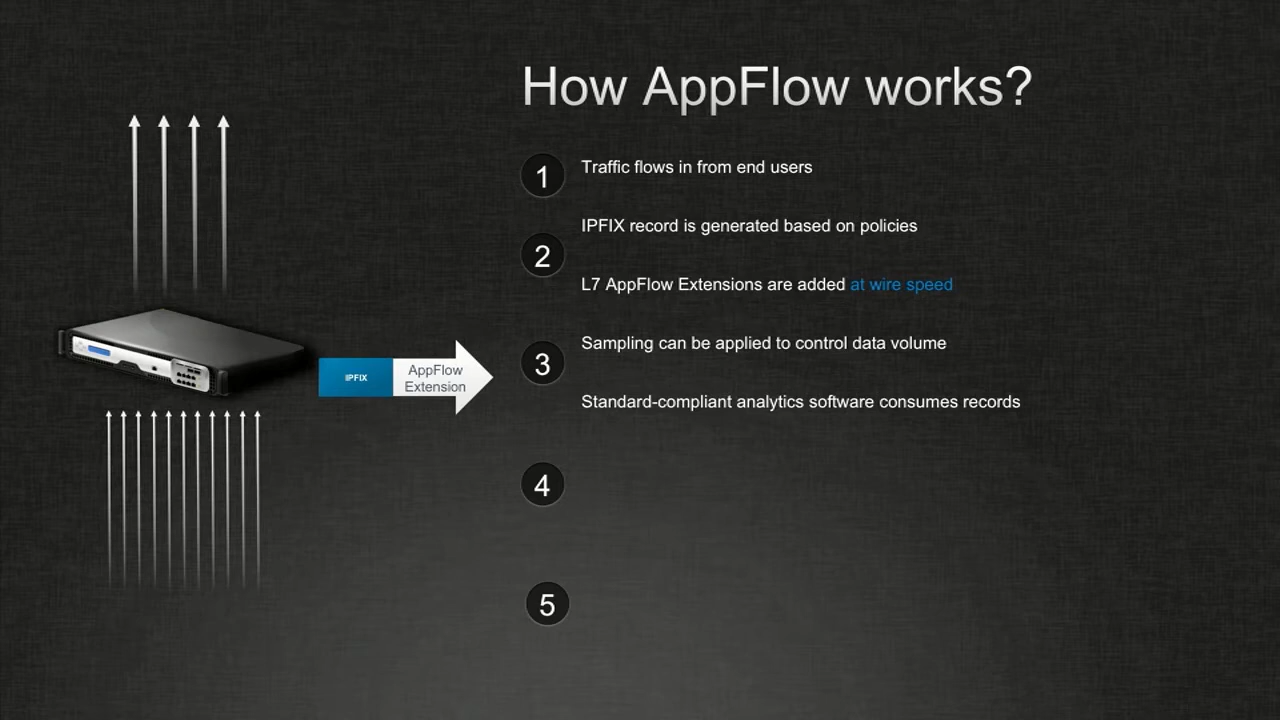 How AppFlow works?
1
Traffic flows in from end users
IPFIX record is generated based on policies
2
L7 AppFlow Extensions are added at wire speed
Sampling can be applied to control data volume
3
Standard-compliant analytics software consumes records
4
5
IPFIX
AppFlow
Extension